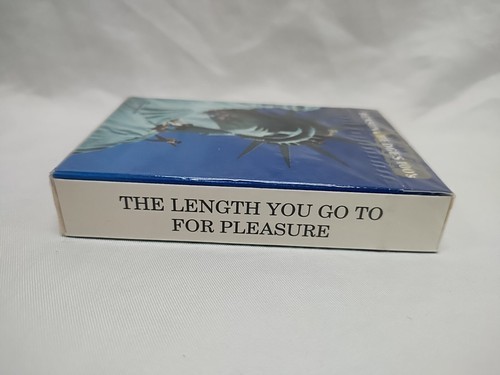 THE LENGTH YOU GO TO
FOR PLEASURE